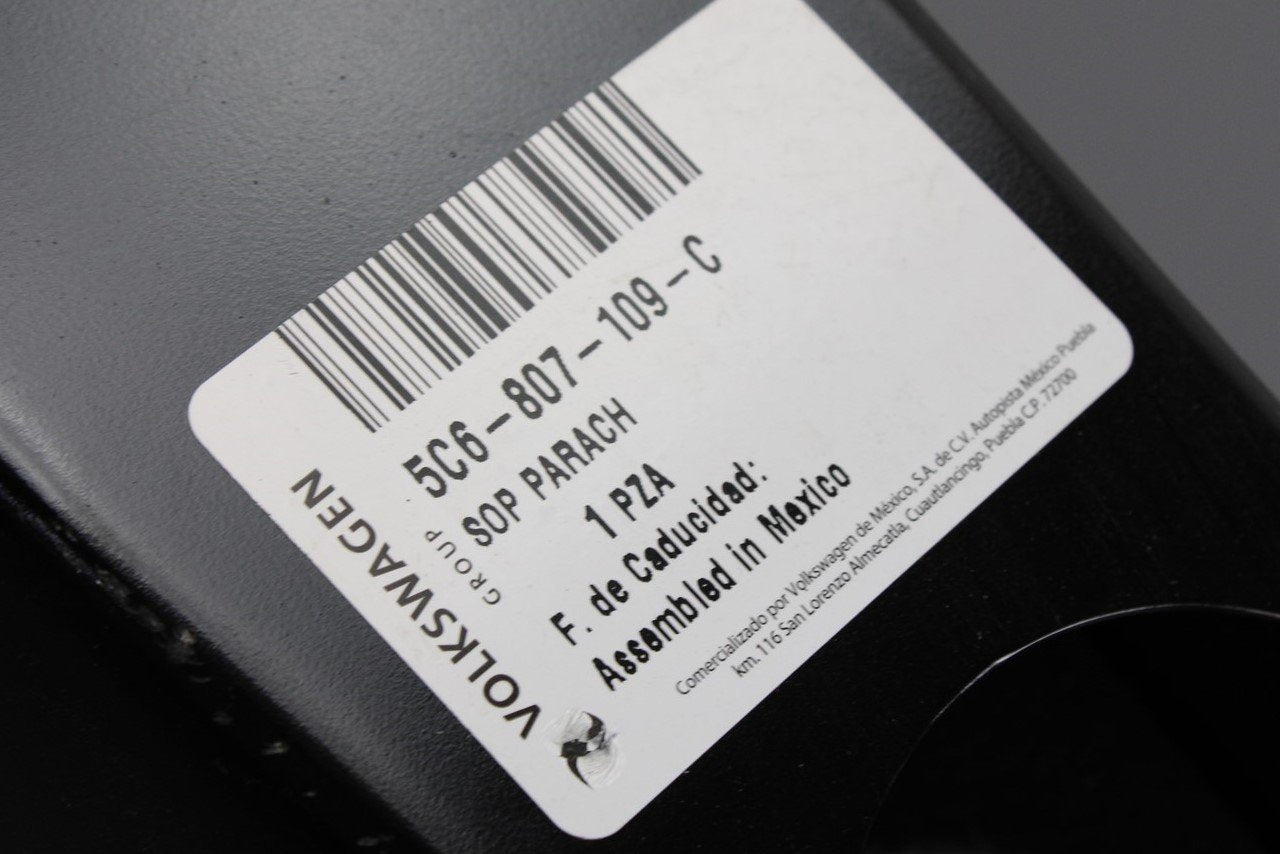 5C6-807-109-C
SOP PARACH
1 PZA
F. de Caducidad:
Assembled in Mexico
Comercializado por Volkswagen de México, S.A. de C.V. Autopista México Puebla
km. 116 San Lorenzo Almecatla, Cuautlancingo, Puebla C.P. 72700
VOLKSWAGEN
GROUP